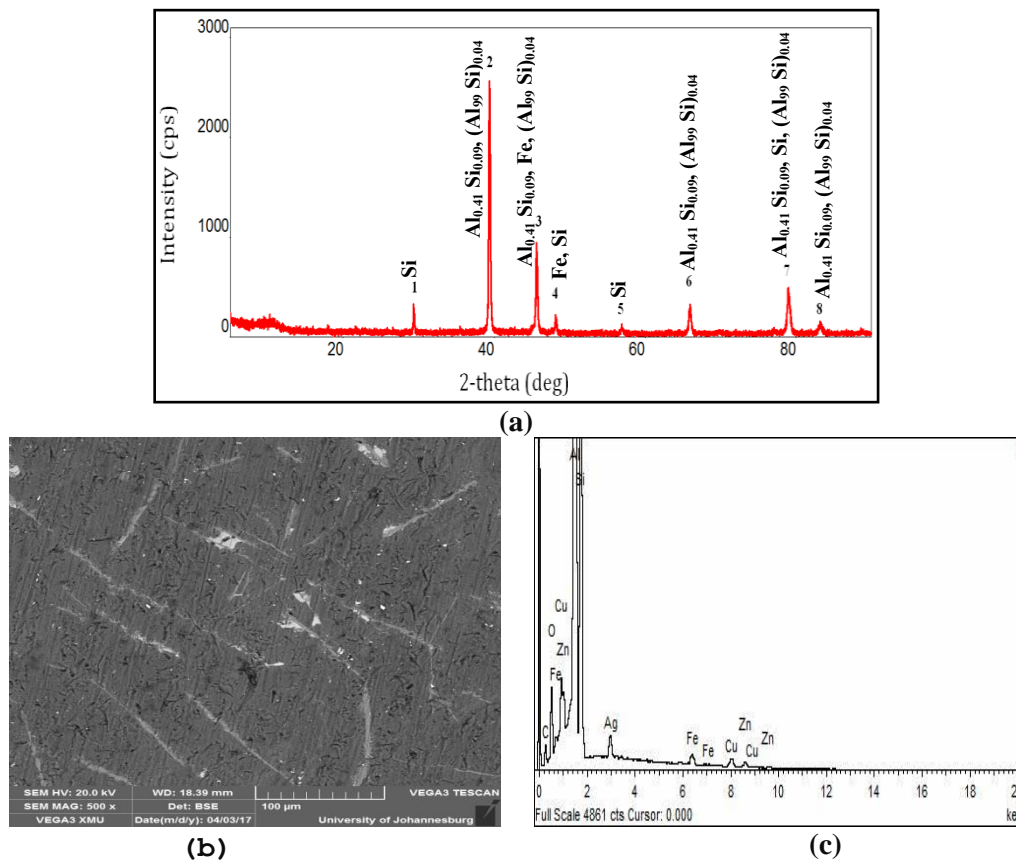 3000
2000
1000
0
Intensity (cps)
Si
1
Al0.41 Si0.09, (Al99 Si)0.04
2
Al0.41 Si0.09, Fe, (Al99 Si)0.04
3
Fe, Si
4
Si
5
Al0.41 Si0.09, (Al99 Si)0.04
6
Al0.41 Si0.09, Si, (Al99 Si)0.04
7
Al0.41 Si0.09, (Al99 Si)0.04
8
20 40 60 80
2-theta (deg)
(a)
SEM HV: 20.0 kV WD: 18.39 mm VEGA3 TESCAN
SEM MAG: 500 x Det: BSE 100 µm
VEGA3 XMU Date(m/d/y): 04/03/17 University of Johannesburg
(b)
Al
Si
Cu
O
Zn
Fe
C
Ag
Fe
Fe
Cu
Zn
Cu
Zn
0 2 4 6 8 10 12 14 16 18
Full Scale 4861 cts Cursor: 0.000
(c)